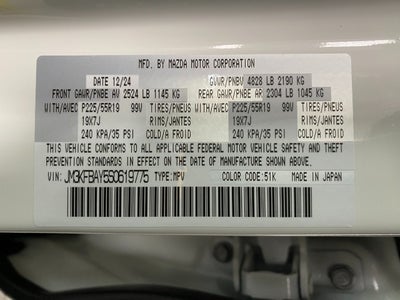 MFD. BY MAZDA MOTOR CORPORATION
DATE 12/24 GVWR/PNBV 4828 LB 2190 KG
FRONT GAWR/PNBE AV 2524 LB 1145 KG REAR GAWR/PNBE AR 2304 LB 1045 KG
WITH/AVEC P225/55R19 99V TIRES/PNEUS WITH/AVEC P225/55R19 99V TIRES/PNEUS
19X7J RIMS/JANTES 19X7J RIMS/JANTES
240 KPA/35 PSI COLD/A FROID 240 KPA/35 PSI COLD/A FROID
THIS VEHICLE CONFORMS TO ALL APPLICABLE FEDERAL MOTOR VEHICLE SAFETY AND THEFT
PREVENTION STANDARDS IN EFFECT ON THE DATE OF MANUFACTURE SHOWN ABOVE.
VIN: JM3KFBAY5S0619775 TYPE: MPV COLOR CODE: 51K MADE IN JAPAN